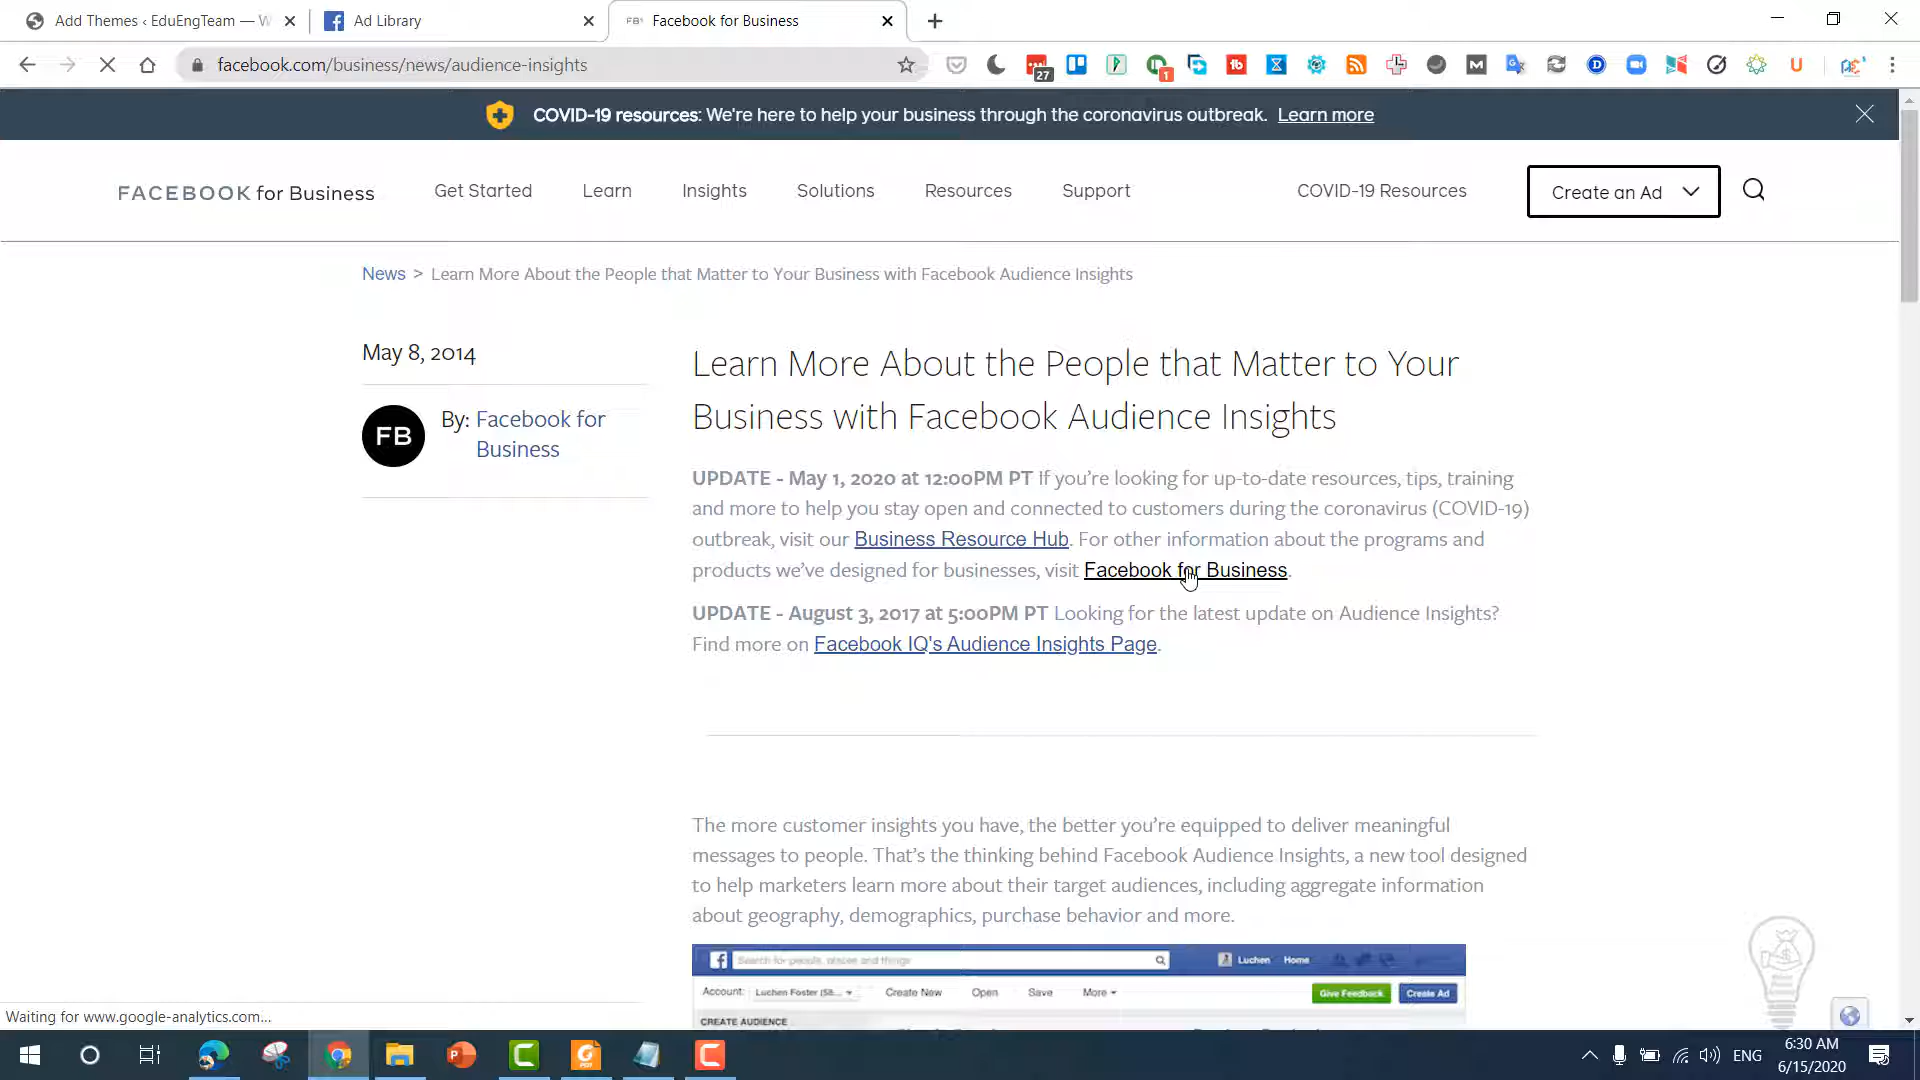 Add Themes ‹ EduEngTeam — W
Ad Library
FB
Facebook for Business
facebook.com/business/news/audience-insights
27
1
COVID-19 resources: We're here to help your business through the coronavirus outbreak. Learn more
FACEBOOK for Business
Get Started
Learn
Insights
Solutions
Resources
Support
COVID-19 Resources
Create an Ad
News > Learn More About the People that Matter to Your Business with Facebook Audience Insights
May 8, 2014
FB
By: Facebook for
Business
Learn More About the People that Matter to Your
Business with Facebook Audience Insights
UPDATE - May 1, 2020 at 12:00PM PT If you're looking for up-to-date resources, tips, training
and more to help you stay open and connected to customers during the coronavirus (COVID-19)
outbreak, visit our Business Resource Hub. For other information about the programs and
products we've designed for businesses, visit Facebook for Business.
UPDATE - August 3, 2017 at 5:00PM PT Looking for the latest update on Audience Insights?
Find more on Facebook IQ's Audience Insights Page.
The more customer insights you have, the better you're equipped to deliver meaningful
messages to people. That's the thinking behind Facebook Audience Insights, a new tool designed
to help marketers learn more about their target audiences, including aggregate information
about geography, demographics, purchase behavior and more.
Search for people, places and things
Luchen Home
Account: Luchen Foster
Create New
Open
Save
More
Give Feedback
Create Ad
CREATE AUDIENCE
Waiting for www.google-analytics.com...
ENG
6:30 AM
6/15/2020